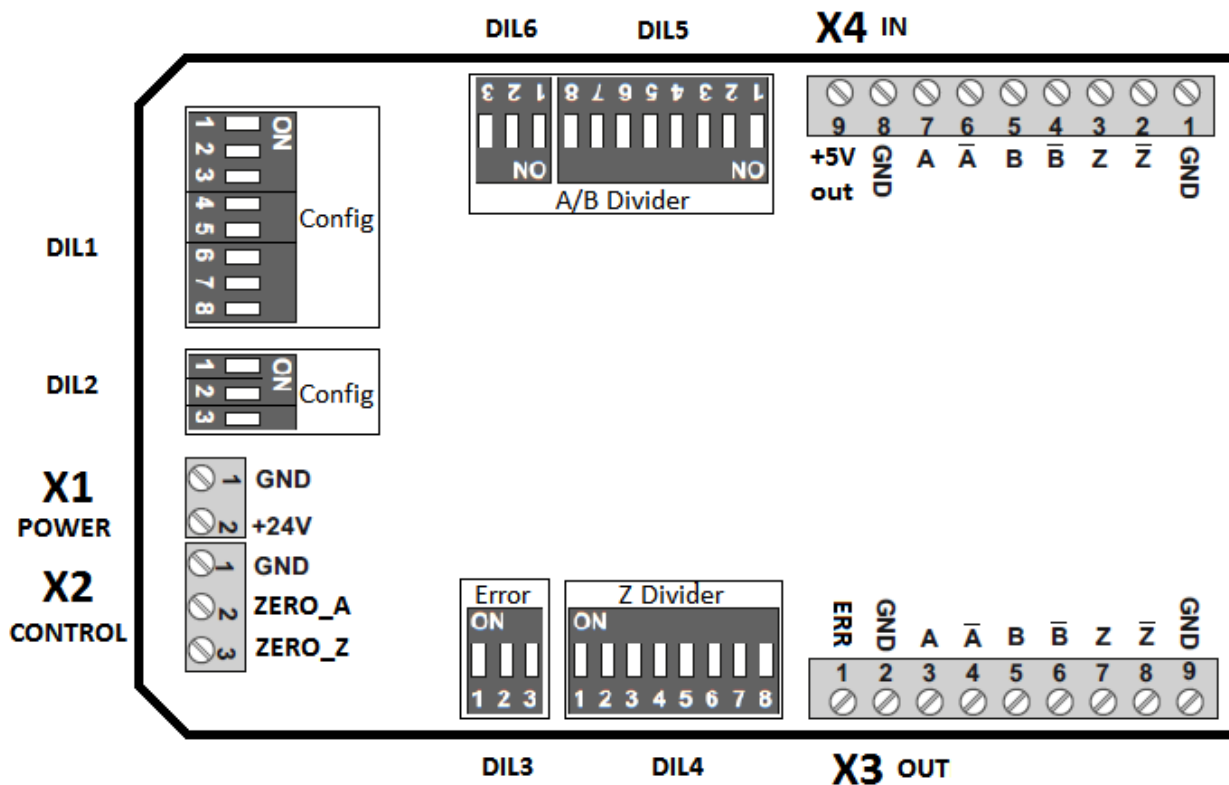 DIL6 DIL5 X4 IN
3 2 1 8 7 6 5 4 3 2 1
ON ON
A/B Divider
9 8 7 6 5 4 3 2 1
+5V out GND A A̅ B B̅ Z Z̅ GND
DIL1
1 ON
2
3
4
5
6
7
8
Config
DIL2
1 ON
2
3
Config
X1
POWER
1 GND
2 +24V
X2
CONTROL
1 GND
2 ZERO_A
3 ZERO_Z
Error
ON
1 2 3
DIL3
Z Divider
ON
1 2 3 4 5 6 7 8
DIL4
ERR GND A A̅ B B̅ Z Z̅ GND
1 2 3 4 5 6 7 8 9
X3 OUT